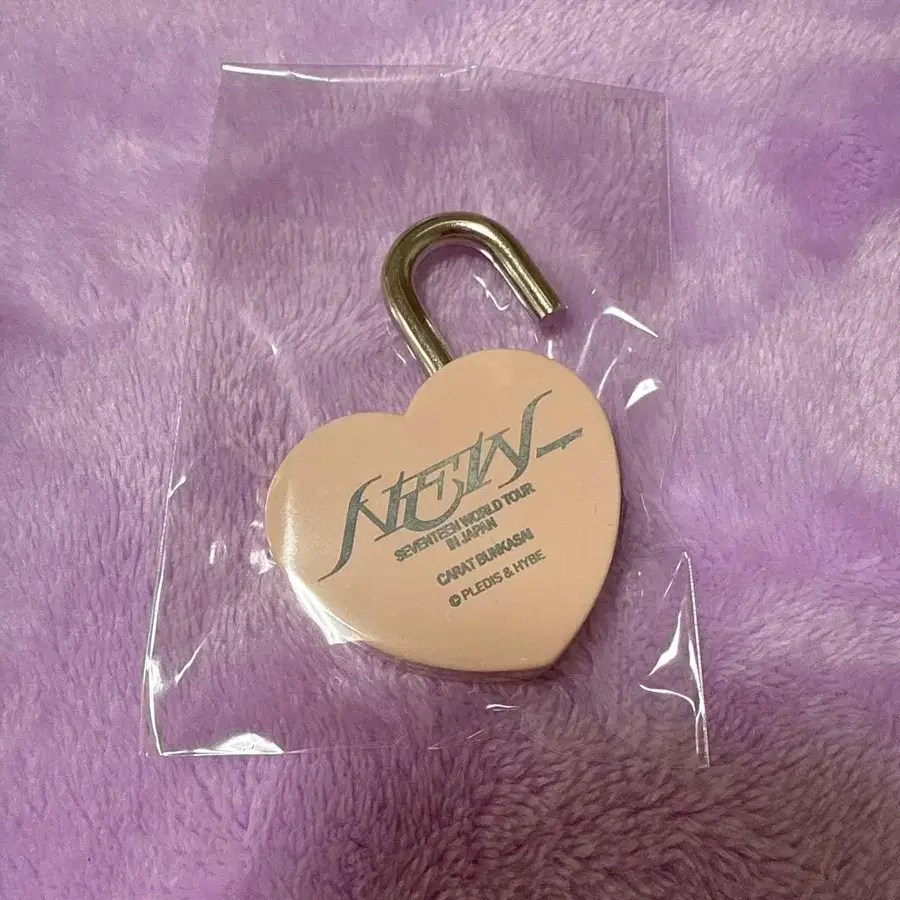 NEW_
SEVENTEEN WORLD TOUR
IN JAPAN
CARAT BUNKASAI
© PLEDIS & HYBE